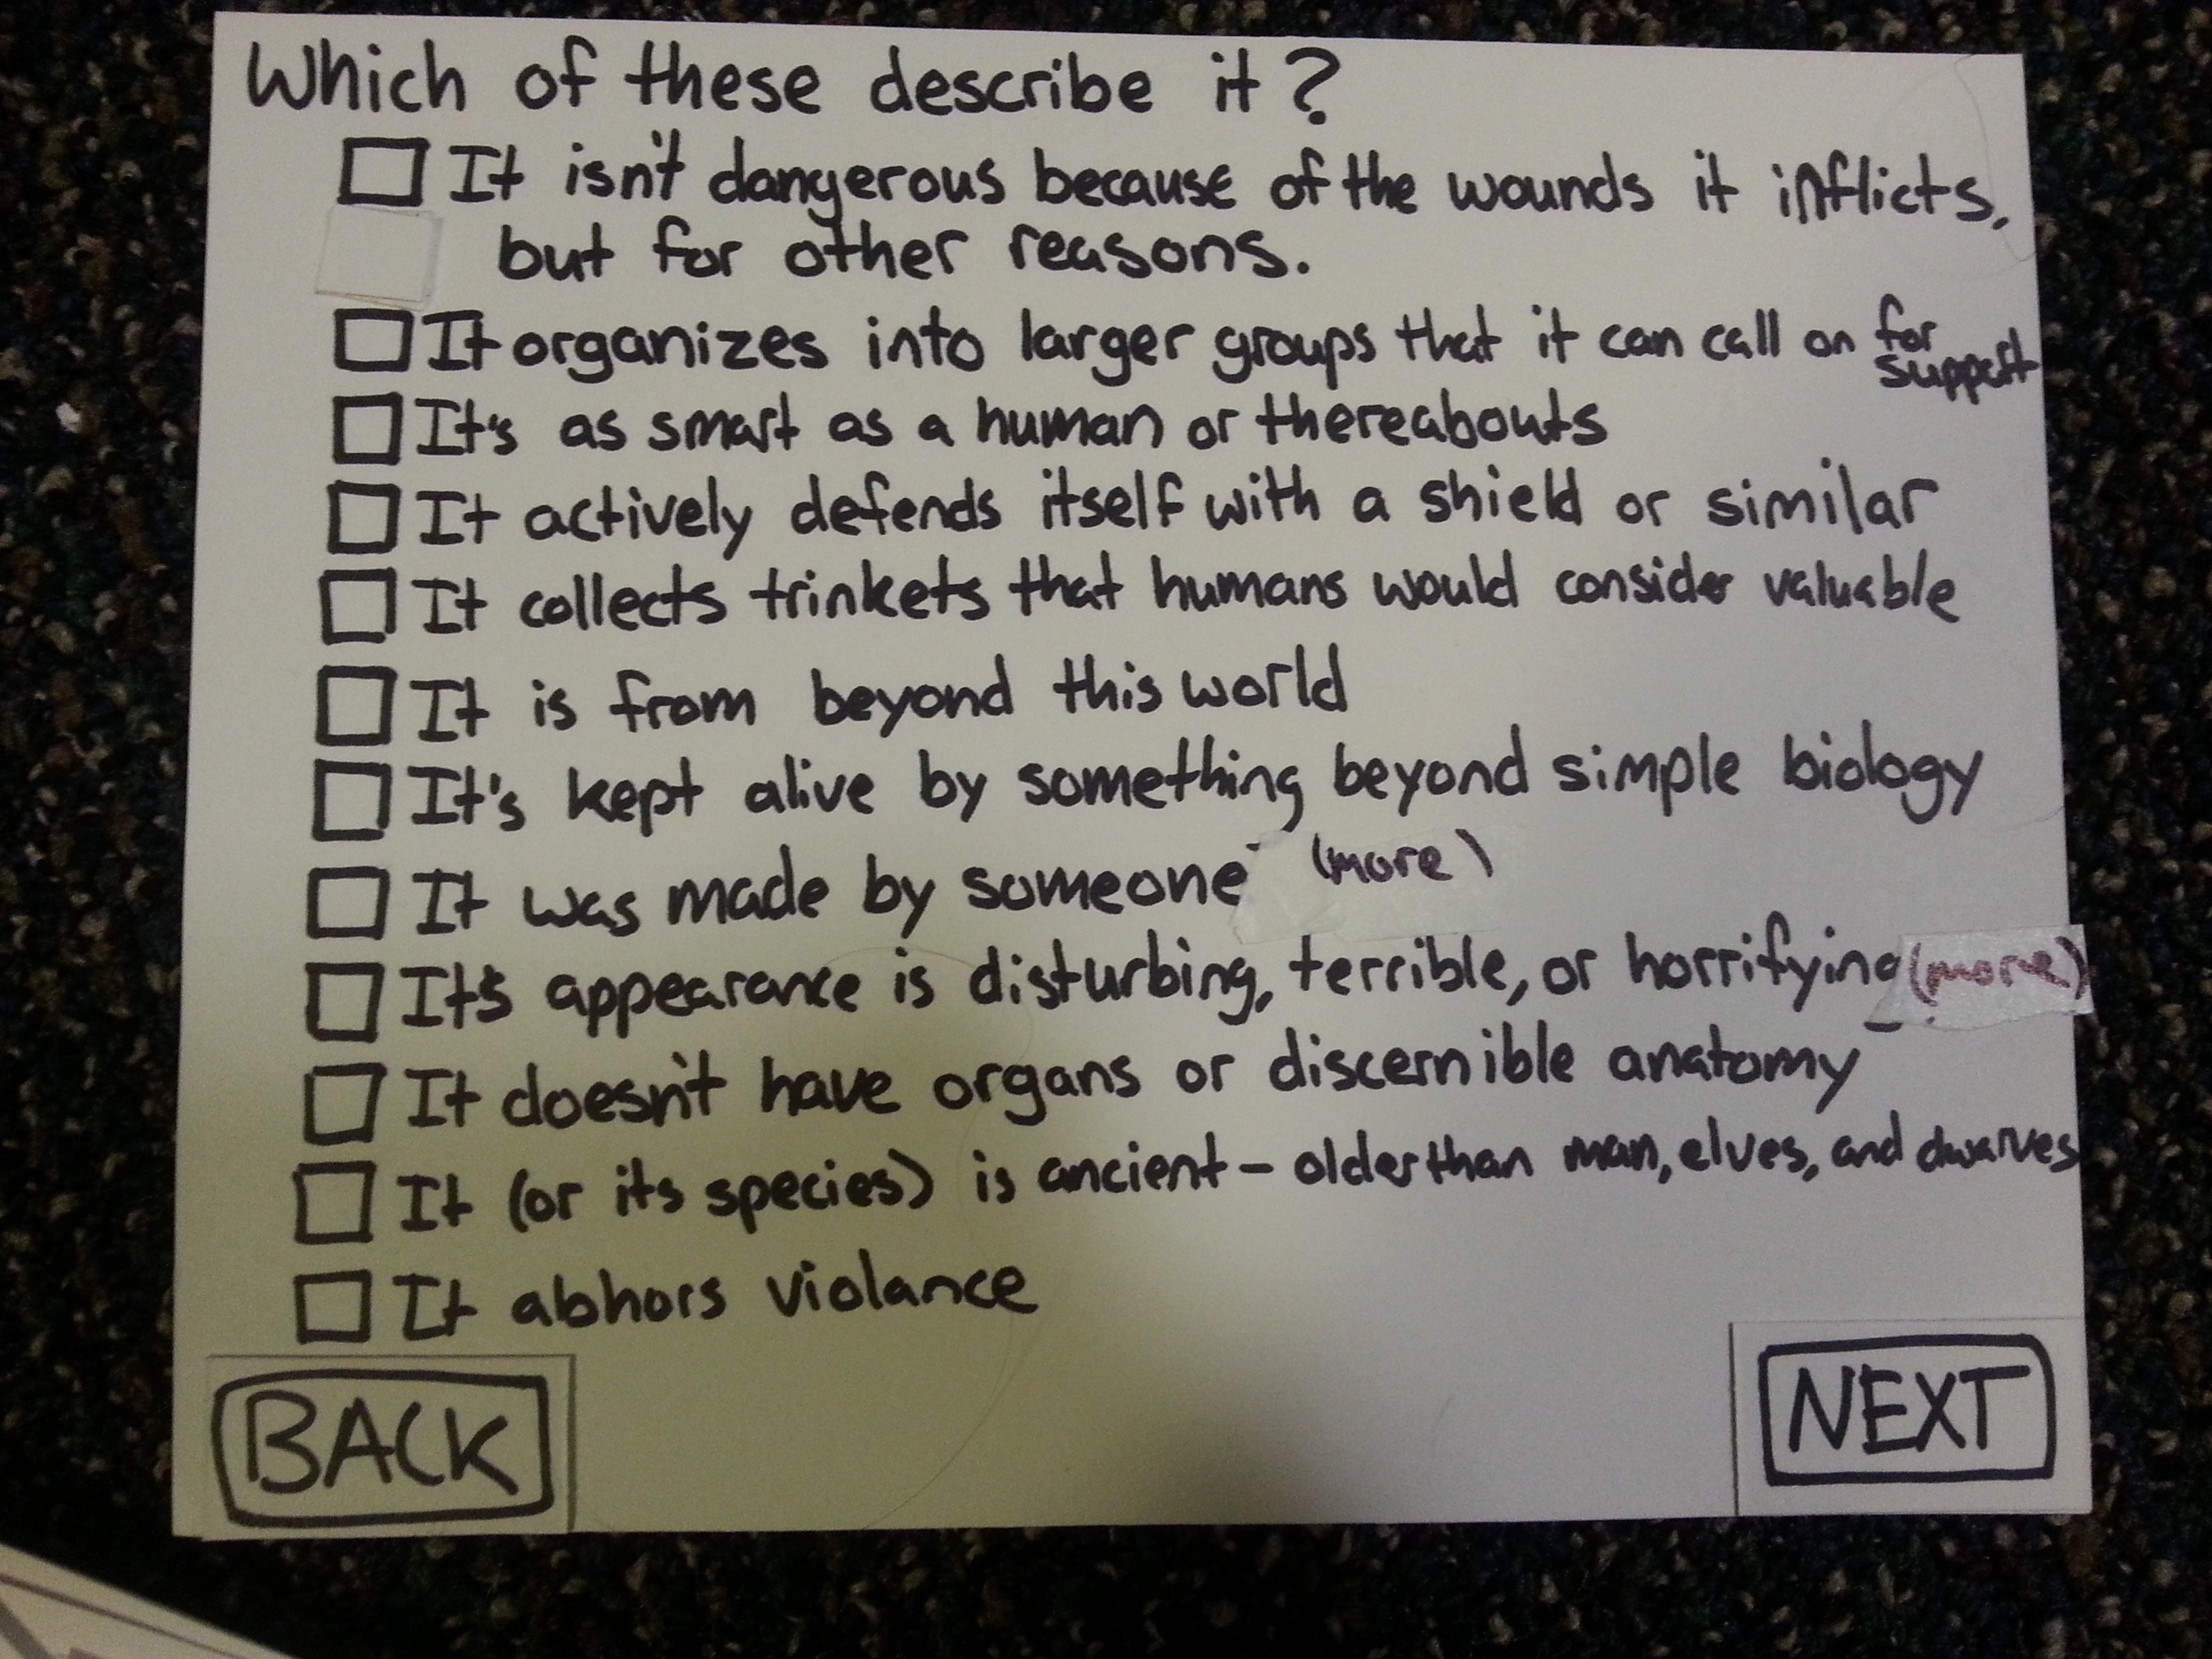 Which of these describe it?
It isn't dangerous because of the wounds it inflicts,
but for other reasons.
It organizes into larger groups that it can call on for
support
It's as smart as a human or thereabouts
It actively defends itself with a shield or similar
It collects trinkets that humans would consider valuable
It is from beyond this world
It's kept alive by something beyond simple biology
It was made by someone (more)
It's appearance is disturbing, terrible, or horrifying (more)
It doesn't have organs or discernible anatomy
It (or its species) is ancient - older than man, elves, and dwarves
It abhors violance
BACK
NEXT